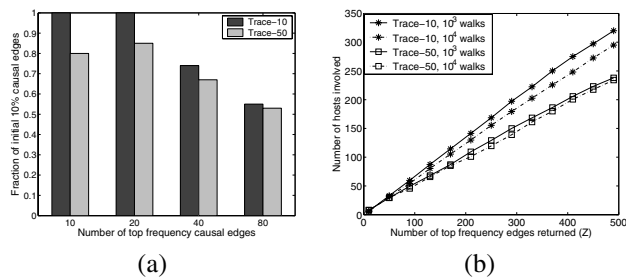 Fraction of initial 10% causal edges
1
0.9
0.8
0.7
0.6
0.5
0.4
0.3
0.2
0.1
0
Trace−10
Trace−50
10 20 40 80
Number of top frequency causal edges
(a)
Number of hosts involved
350
300
250
200
150
100
50
0
Trace−10, 10³ walks
Trace−10, 10⁴ walks
Trace−50, 10³ walks
Trace−50, 10⁴ walks
0 100 200 300 400 500
Number of top frequency edges returned (Z)
(b)